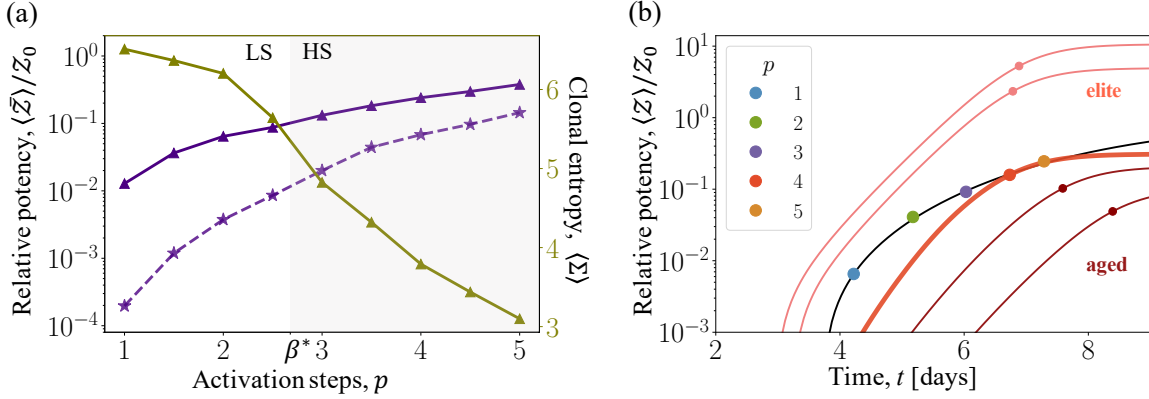 (a)
LS
HS
10⁰
10⁻¹
10⁻²
10⁻³
10⁻⁴
Relative potency, ⟨Z̄⟩/Z₀
6
5
4
3
Clonal entropy, ⟨Σ⟩
1
2
β*
3
4
5
Activation steps, p
(b)
10¹
10⁰
10⁻¹
10⁻²
10⁻³
Relative potency, ⟨Z⟩/Z₀
p
1
2
3
4
5
elite
aged
2
4
6
8
Time, t [days]